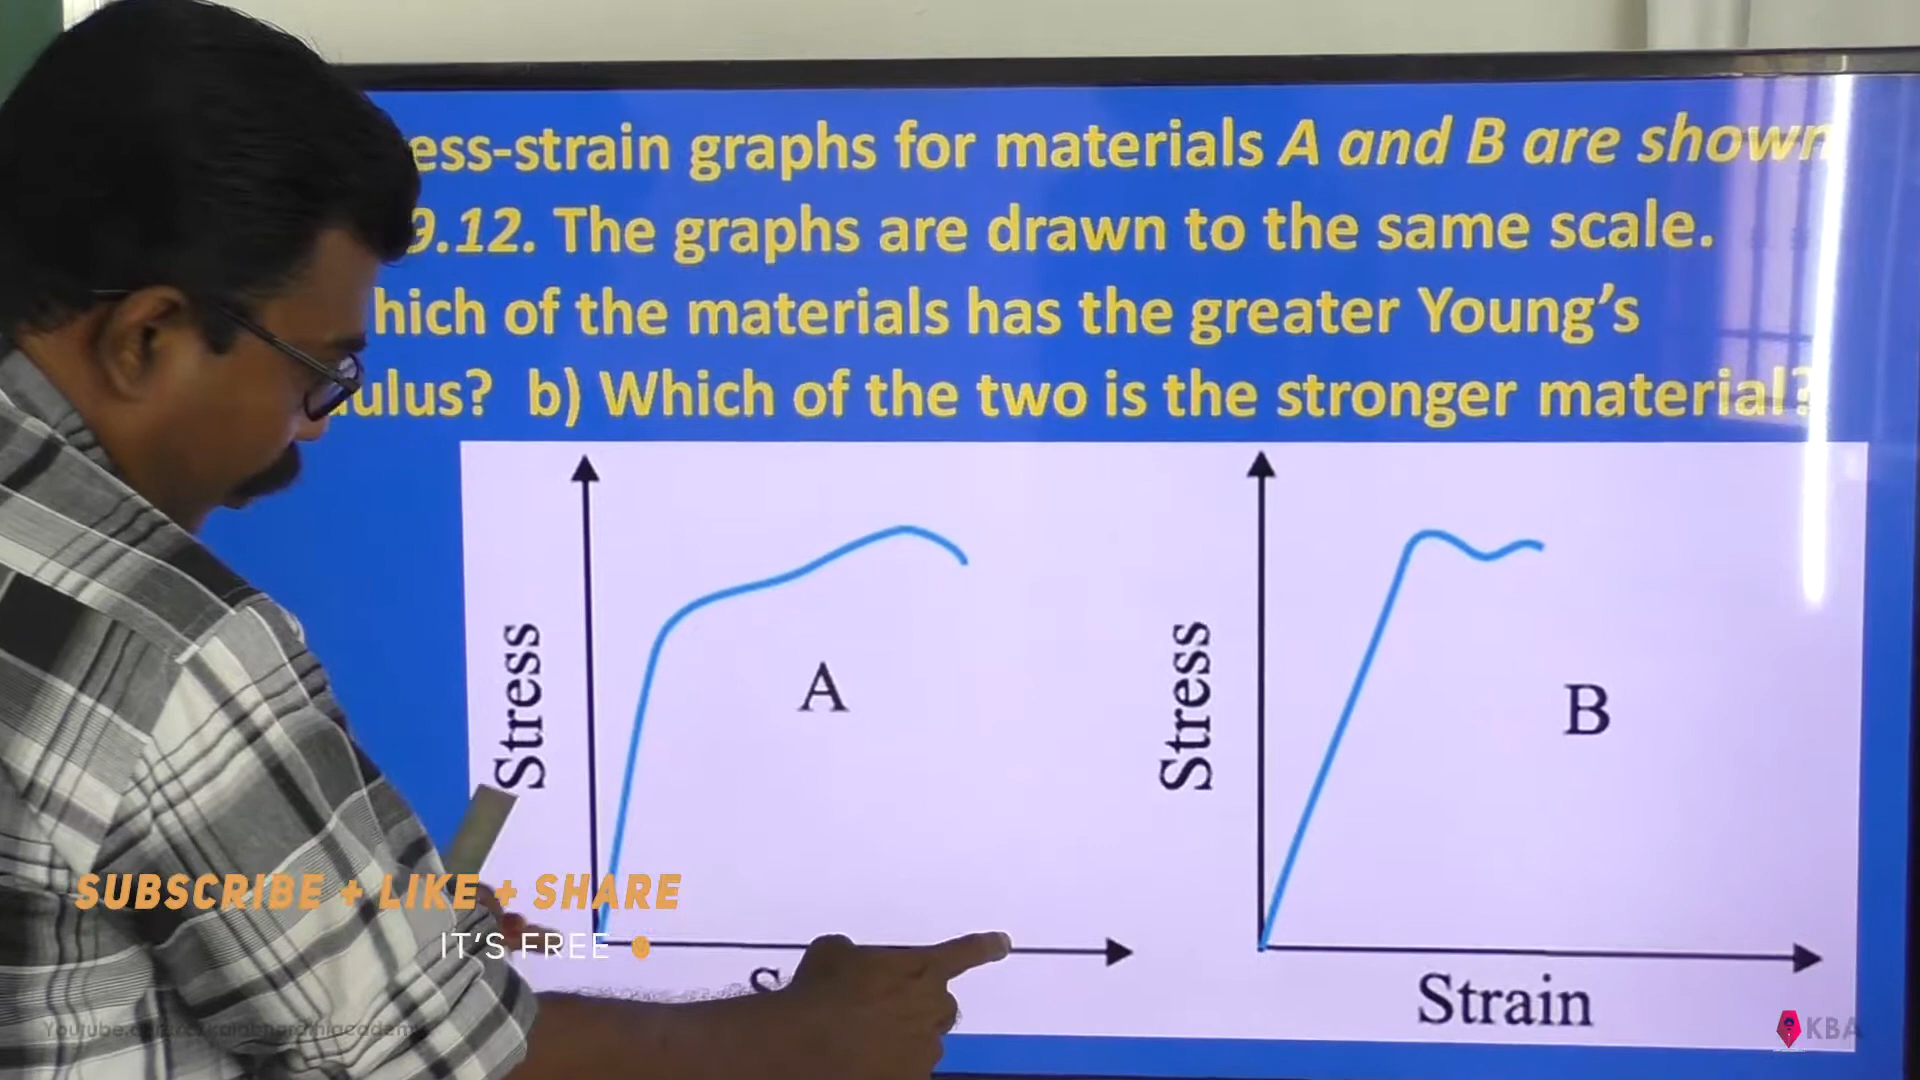 ess-strain graphs for materials A and B are shown
9.12. The graphs are drawn to the same scale.
hich of the materials has the greater Young's
ulus? b) Which of the two is the stronger material?
Stress
A
Stress
B
SUBSCRIBE + LIKE + SHARE
IT'S FREE
S
Strain
KBA